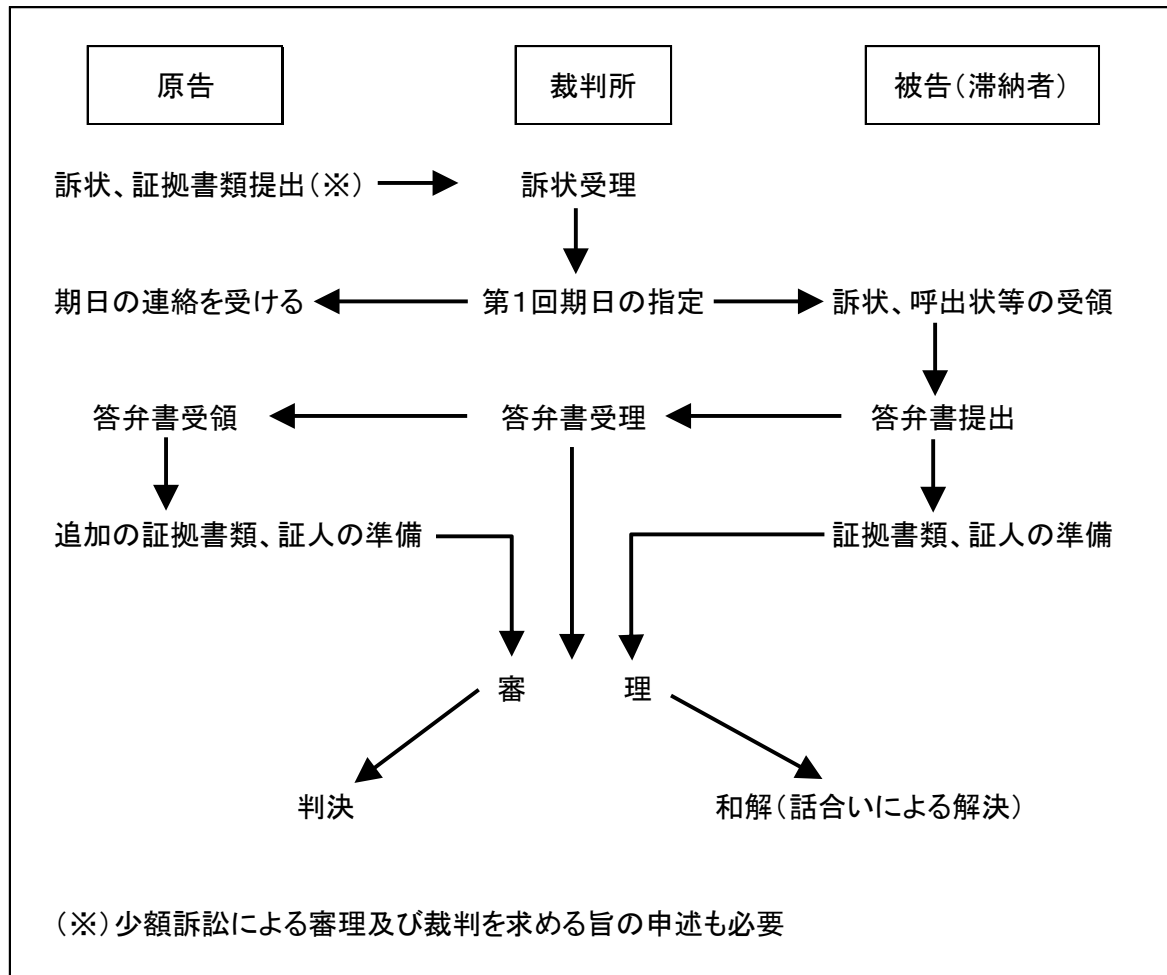 原告
裁判所
被告(滞納者)
訴状、証拠書類提出(※)
訴状受理
期日の連絡を受ける
第1回期日の指定
訴状、呼出状等の受領
答弁書受領
答弁書受理
答弁書提出
追加の証拠書類、証人の準備
証拠書類、証人の準備
審 理
判決
和解(話合いによる解決)
(※)少額訴訟による審理及び裁判を求める旨の申述も必要